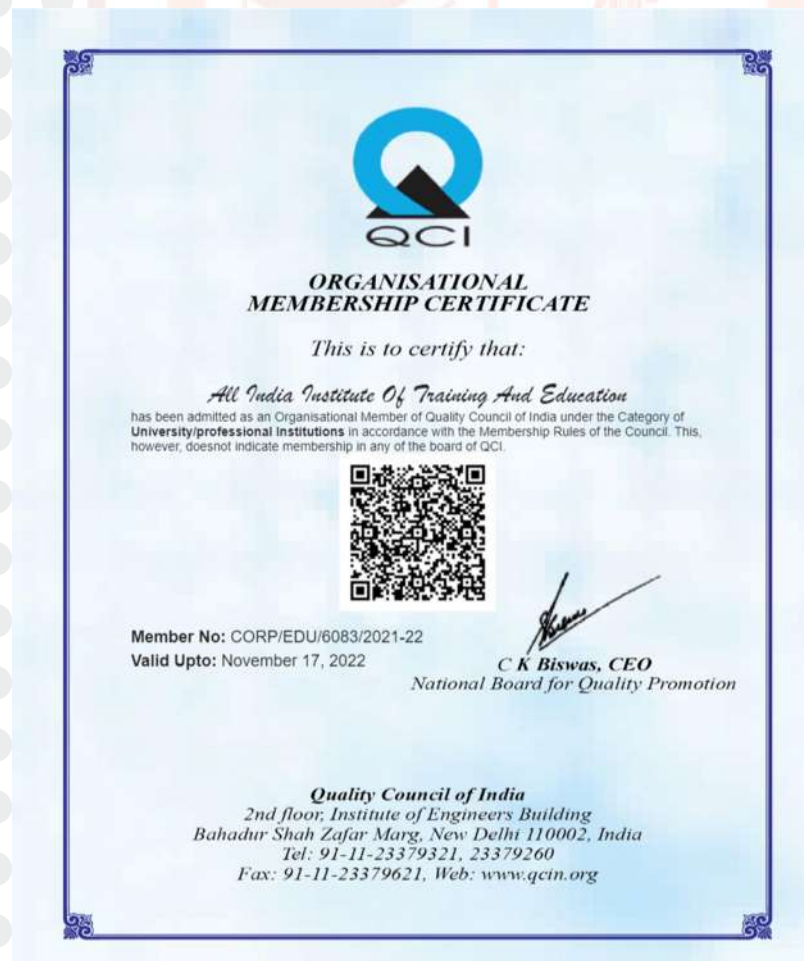 QCI
ORGANISATIONAL
MEMBERSHIP CERTIFICATE
This is to certify that:
All India Institute Of Training And Education
has been admitted as an Organisational Member of Quality Council of India under the Category of
University/professional Institutions in accordance with the Membership Rules of the Council. This,
however, doesnot indicate membership in any of the board of QCI.
Member No: CORP/EDU/6083/2021-22
Valid Upto: November 17, 2022
C K Biswas, CEO
National Board for Quality Promotion
Quality Council of India
2nd floor, Institute of Engineers Building
Bahadur Shah Zafar Marg, New Delhi 110002, India
Tel: 91-11-23379321, 23379260
Fax: 91-11-23379621, Web: www.qcin.org